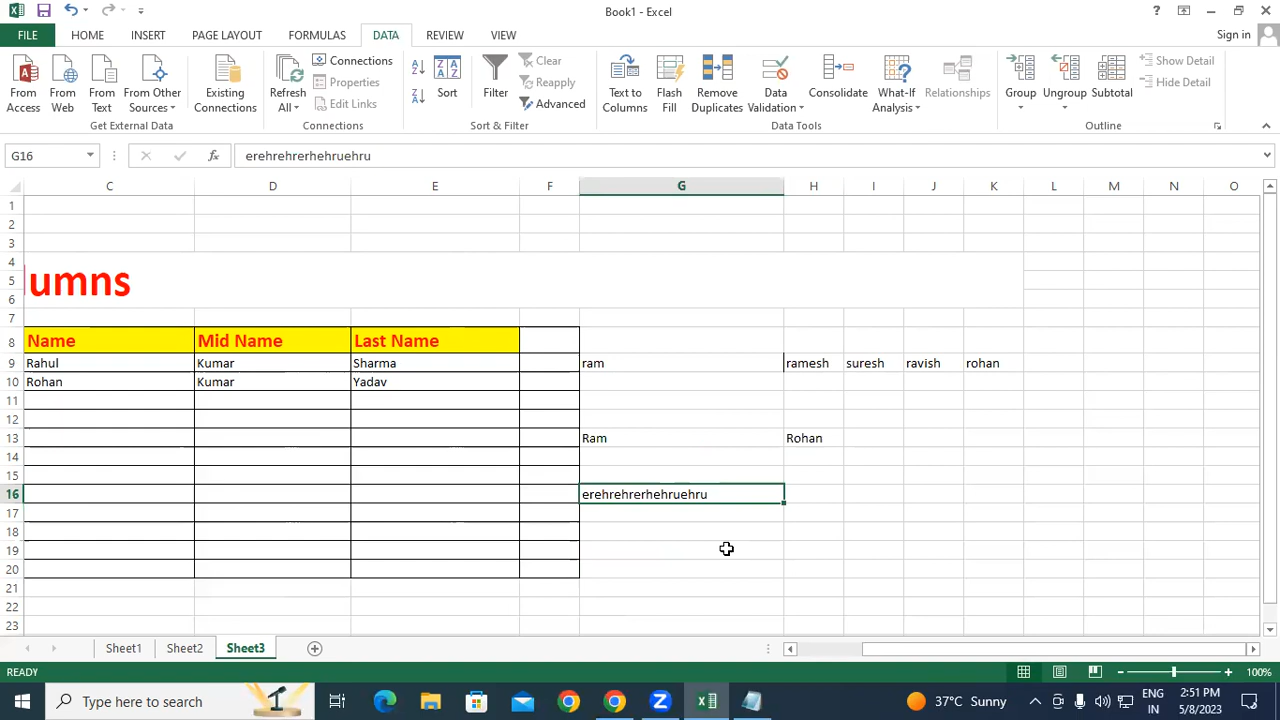 Book1 - Excel
FILE HOME INSERT PAGE LAYOUT FORMULAS DATA REVIEW VIEW Sign in
From Access
From Web
From Text
From Other Sources
Existing Connections
Get External Data
Refresh All
Connections
Properties
Edit Links
Connections
Sort
Filter
Clear
Reapply
Advanced
Sort & Filter
Text to Columns
Flash Fill
Remove Duplicates
Data Validation
Consolidate
What-If Analysis
Relationships
Data Tools
Group
Ungroup
Subtotal
Show Detail
Hide Detail
Outline
G16 fx erehrehrerhehruehru
C D E F G H I J K L M N O
1
2
3
4
5 umns
6
7
8 Name Mid Name Last Name
9 Rahul Kumar Sharma ram ramesh suresh ravish rohan
10 Rohan Kumar Yadav
11
12
13 Ram Rohan
14
15
16 erehrehrerhehruehru
17
18
19
20
21
22
23
Sheet1 Sheet2 Sheet3
READY 100%
Type here to search 37°C Sunny ENG IN 2:51 PM 5/8/2023